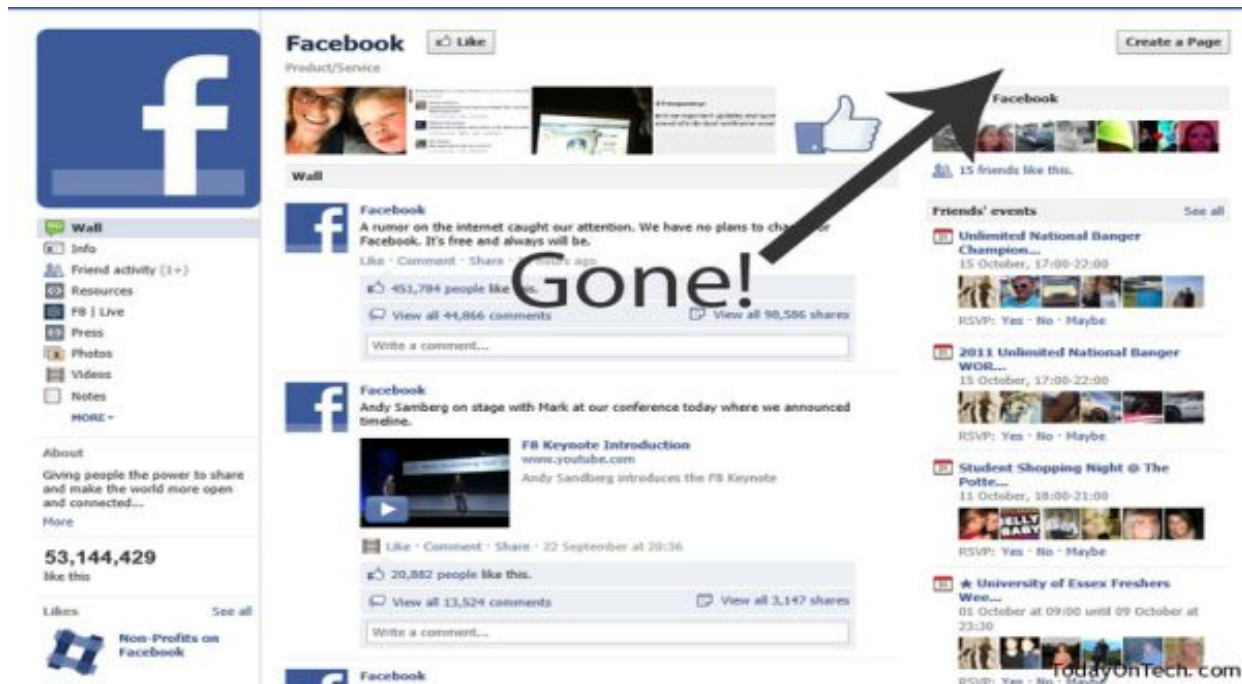 Facebook
Like
Create a Page
Product/Service
Facebook
15 friends like this.
Wall
Info
Friend activity (1+)
Resources
FB | Live
Press
Photos
Videos
Notes
MORE
About
Giving people the power to share
and make the world more open
and connected...
More
53,144,429
like this
Likes
See all
Non-Profits on
Facebook
Wall
Facebook
A rumor on the internet caught our attention. We have no plans to
Facebook. It's free and always will be.
Like · Comment · Share · ago
451,784 people like this.
View all 44,866 comments
View all 98,586 shares
Write a comment...
Gone!
Facebook
Andy Samberg on stage with Mark at our conference today where we announced
timeline.
FB Keynote Introduction
www.youtube.com
Andy Sandberg introduces the FB Keynote
Like · Comment · Share · 22 September at 20:36
20,882 people like this.
View all 13,524 comments
View all 3,147 shares
Write a comment...
Facebook
Friends' events
See all
Unlimited National Banger
Champion...
15 October, 17:00-22:00
RSVP: Yes · No · Maybe
2011 Unlimited National Banger
WOR...
15 October, 17:00-22:00
RSVP: Yes · No · Maybe
Student Shopping Night @ The
Potte...
11 October, 18:00-21:00
JELLY
BABY
RSVP: Yes · No · Maybe
★ University of Essex Freshers
Wee...
01 October at 09:00 until 09 October at
23:30
RSVP: Yes · No · Maybe
TodayOnTech.com